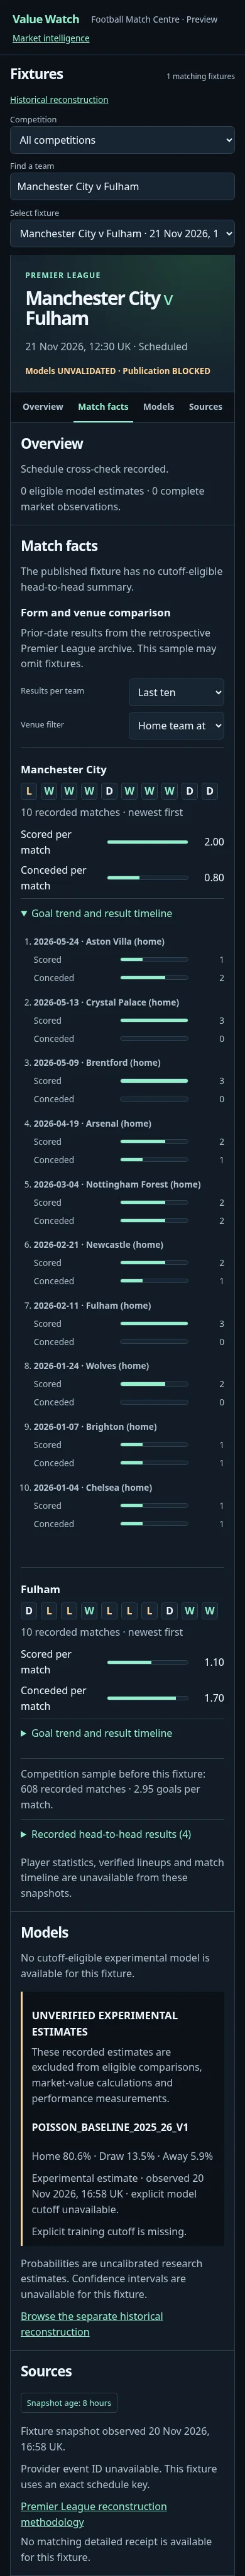 Value Watch Football Match Centre · Preview
Market intelligence
Fixtures 1 matching fixtures
Historical reconstruction
Competition
All competitions
Find a team
Manchester City v Fulham
Select fixture
Manchester City v Fulham · 21 Nov 2026, 1
PREMIER LEAGUE
Manchester City v
Fulham
21 Nov 2026, 12:30 UK · Scheduled
Models UNVALIDATED · Publication BLOCKED
Overview Match facts Models Sources
Overview
Schedule cross-check recorded.
0 eligible model estimates · 0 complete
market observations.
Match facts
The published fixture has no cutoff-eligible
head-to-head summary.
Form and venue comparison
Prior-date results from the retrospective
Premier League archive. This sample may
omit fixtures.
Results per team Last ten
Venue filter Home team at
Manchester City
L W W W D W W W D D
10 recorded matches · newest first
Scored per
match 2.00
Conceded per
match 0.80
▼ Goal trend and result timeline
1. 2026-05-24 · Aston Villa (home)
Scored 1
Conceded 2
2. 2026-05-13 · Crystal Palace (home)
Scored 3
Conceded 0
3. 2026-05-09 · Brentford (home)
Scored 3
Conceded 0
4. 2026-04-19 · Arsenal (home)
Scored 2
Conceded 1
5. 2026-03-04 · Nottingham Forest (home)
Scored 2
Conceded 2
6. 2026-02-21 · Newcastle (home)
Scored 2
Conceded 1
7. 2026-02-11 · Fulham (home)
Scored 3
Conceded 0
8. 2026-01-24 · Wolves (home)
Scored 2
Conceded 0
9. 2026-01-07 · Brighton (home)
Scored 1
Conceded 1
10. 2026-01-04 · Chelsea (home)
Scored 1
Conceded 1
Fulham
D L L W L L L D W W
10 recorded matches · newest first
Scored per
match 1.10
Conceded per
match 1.70
▶ Goal trend and result timeline
Competition sample before this fixture:
608 recorded matches · 2.95 goals per
match.
▶ Recorded head-to-head results (4)
Player statistics, verified lineups and match
timeline are unavailable from these
snapshots.
Models
No cutoff-eligible experimental model is
available for this fixture.
UNVERIFIED EXPERIMENTAL
ESTIMATES
These recorded estimates are
excluded from eligible comparisons,
market-value calculations and
performance measurements.
POISSON_BASELINE_2025_26_V1
Home 80.6% · Draw 13.5% · Away 5.9%
Experimental estimate · observed 20
Nov 2026, 16:58 UK · explicit model
cutoff unavailable.
Explicit training cutoff is missing.
Probabilities are uncalibrated research
estimates. Confidence intervals are
unavailable for this fixture.
Browse the separate historical
reconstruction
Sources
Snapshot age: 8 hours
Fixture snapshot observed 20 Nov 2026,
16:58 UK.
Provider event ID unavailable. This fixture
uses an exact schedule key.
Premier League reconstruction
methodology
No matching detailed receipt is available
for this fixture.